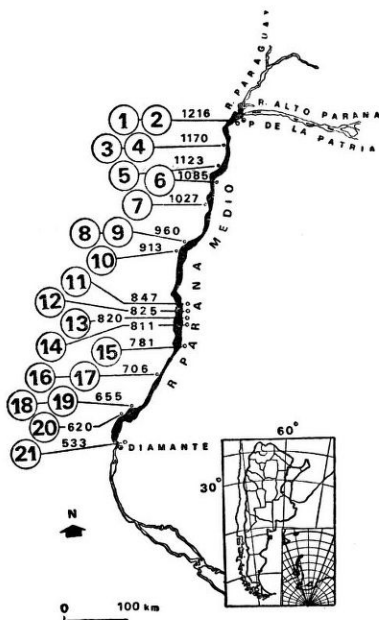 R. PARAGUAY
R. ALTO PARANA
P. DE LA PATRIA
1 2 1216
3 4 1170
5 1123
6 1085
7 1027
8 9 960
10 913
R. PARANA MEDIO
11 847
12 825
13 820
14 811
15 781
16 17 706
18 19 655
20 620
21 533 DIAMANTE
60°
30°
N
0 100 km